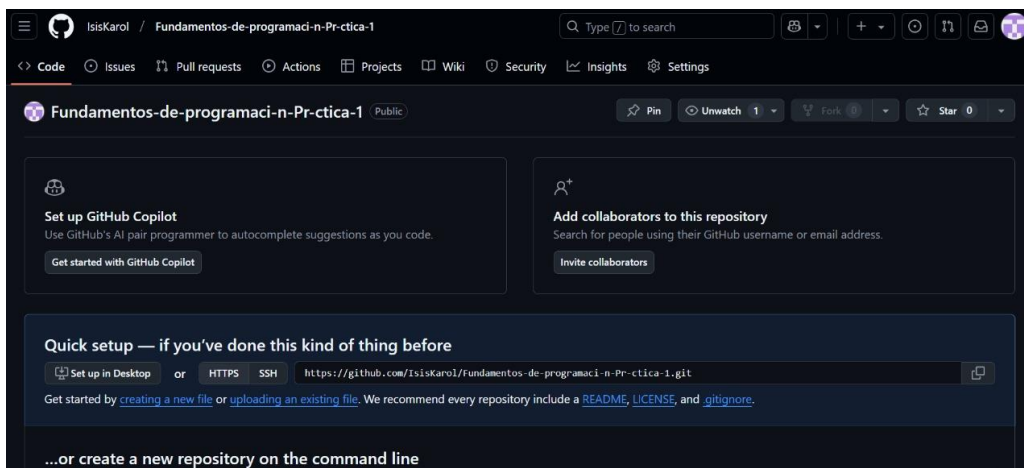 IsisKarol / Fundamentos-de-programaci-n-Pr-ctica-1
Type / to search
Code Issues Pull requests Actions Projects Wiki Security Insights Settings
Fundamentos-de-programaci-n-Pr-ctica-1 Public
Pin Unwatch 1 Fork 0 Star 0
Set up GitHub Copilot
Use GitHub's AI pair programmer to autocomplete suggestions as you code.
Get started with GitHub Copilot
Add collaborators to this repository
Search for people using their GitHub username or email address.
Invite collaborators
Quick setup — if you've done this kind of thing before
Set up in Desktop or HTTPS SSH https://github.com/IsisKarol/Fundamentos-de-programaci-n-Pr-ctica-1.git
Get started by creating a new file or uploading an existing file. We recommend every repository include a README, LICENSE, and .gitignore.
...or create a new repository on the command line